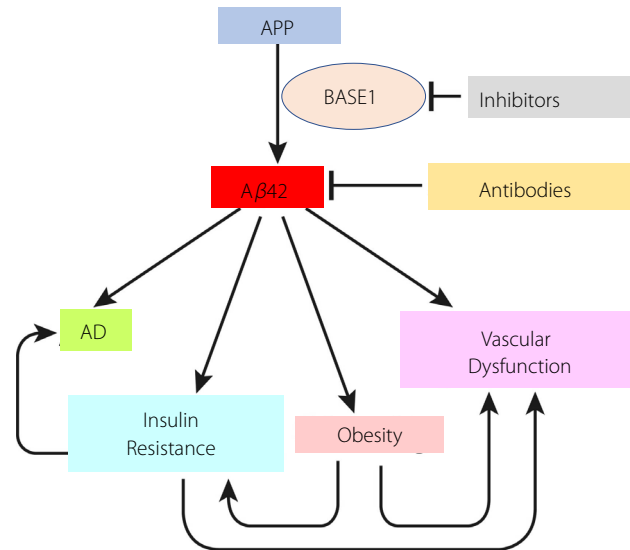 APP
BASE1
Inhibitors
Aβ42
Antibodies
AD
Vascular
Dysfunction
Insulin
Resistance
Obesity